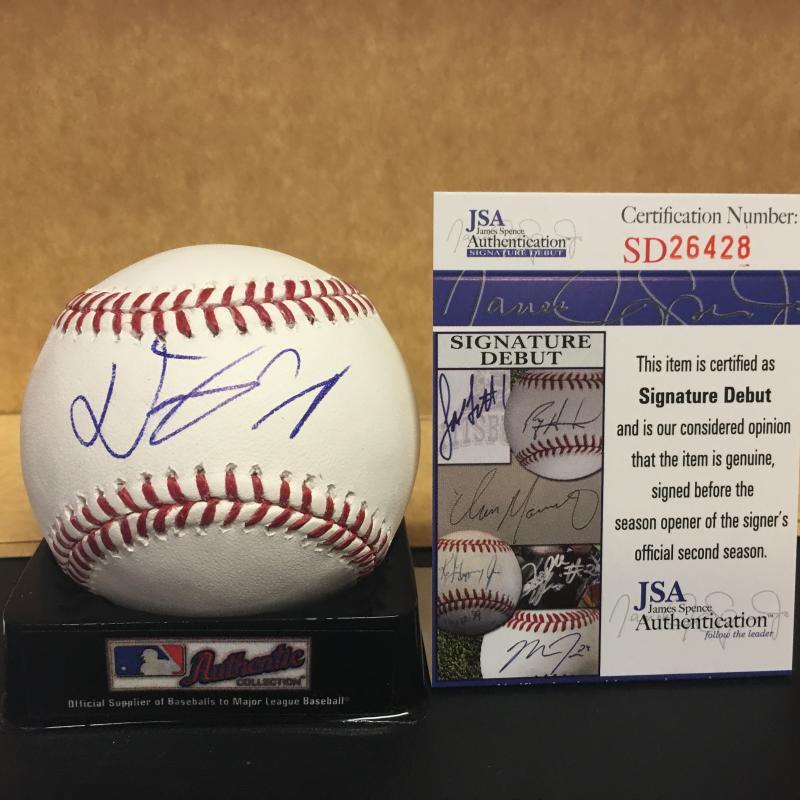 JSA
James Spence
Authentication
SIGNATURE DEBUT
Certification Number:
SD26428
SIGNATURE
DEBUT
This item is certified as
Signature Debut
and is our considered opinion
that the item is genuine,
signed before the
season opener of the signer's
official second season.
JSA
James Spence
Authentication
follow the leader
Authentic
COLLECTION™
Official Supplier of Baseballs to Major League Baseball®